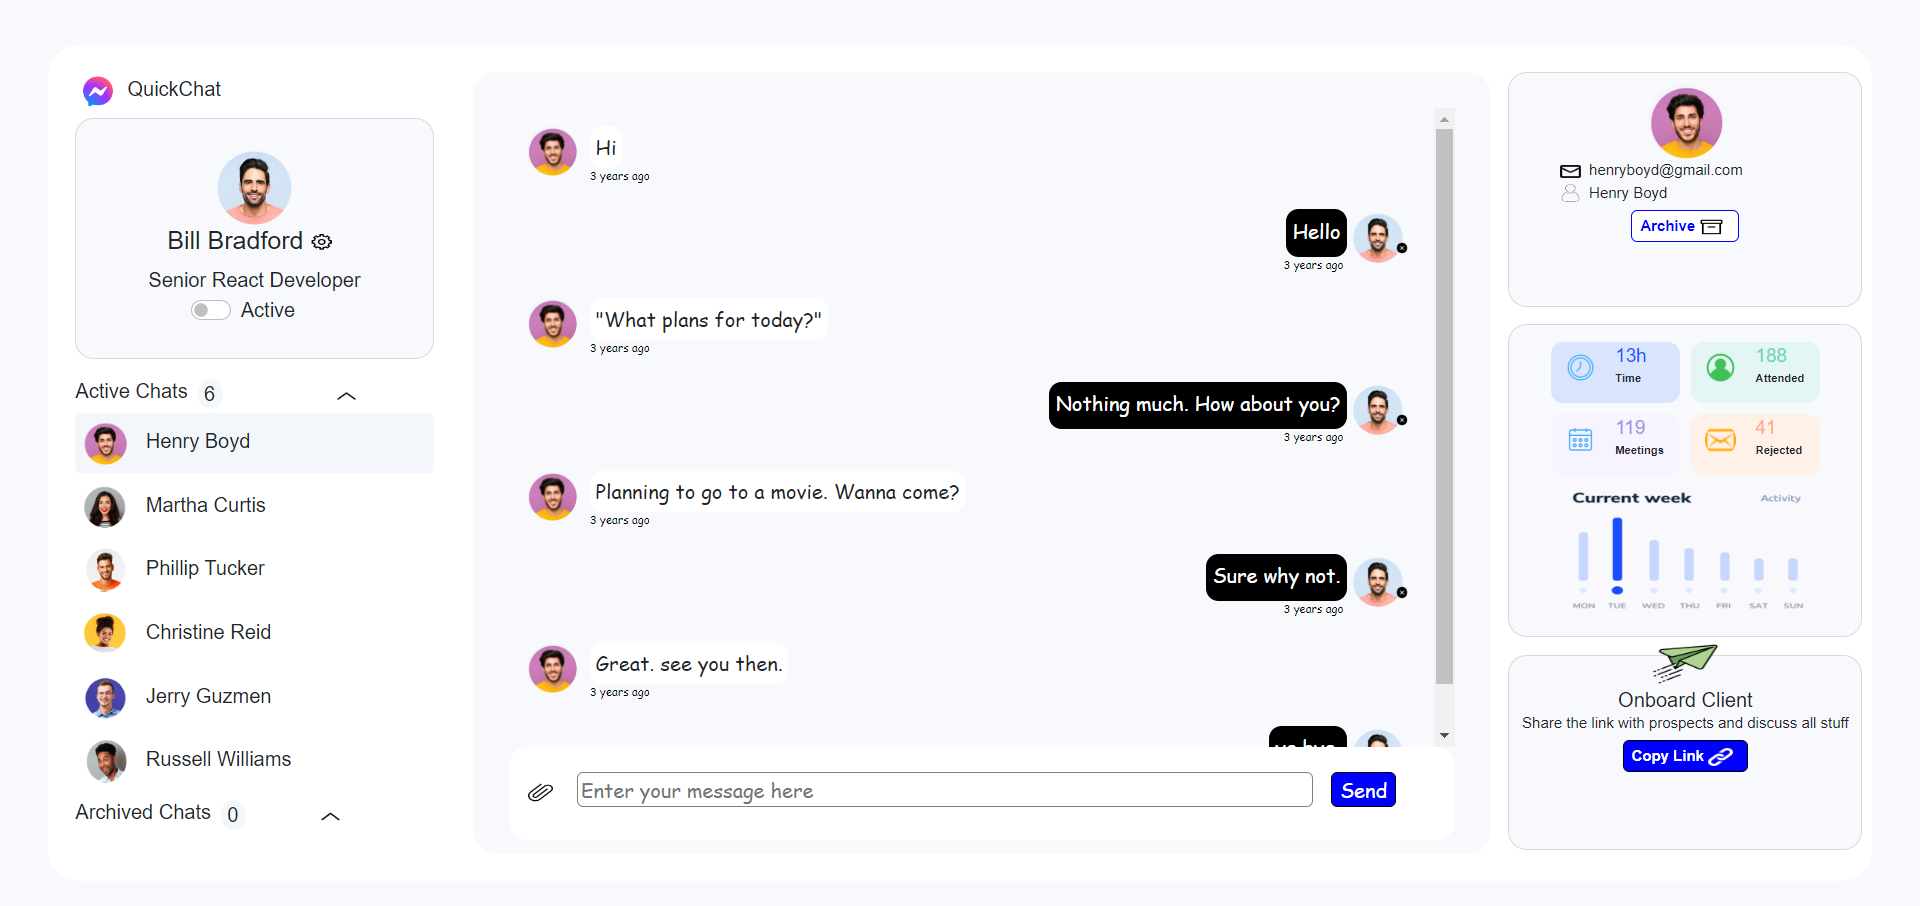 QuickChat
Bill Bradford
Senior React Developer
Active
Active Chats 6
Henry Boyd
Martha Curtis
Phillip Tucker
Christine Reid
Jerry Guzmen
Russell Williams
Archived Chats 0
Hi
3 years ago
Hello
3 years ago
"What plans for today?"
3 years ago
Nothing much. How about you?
3 years ago
Planning to go to a movie. Wanna come?
3 years ago
Sure why not.
3 years ago
Great. see you then.
3 years ago
Enter your message here
Send
henryboyd@gmail.com
Henry Boyd
Archive
13h
Time
188
Attended
119
Meetings
41
Rejected
Current week Activity
MON TUE WED THU FRI SAT SUN
Onboard Client
Share the link with prospects and discuss all stuff
Copy Link